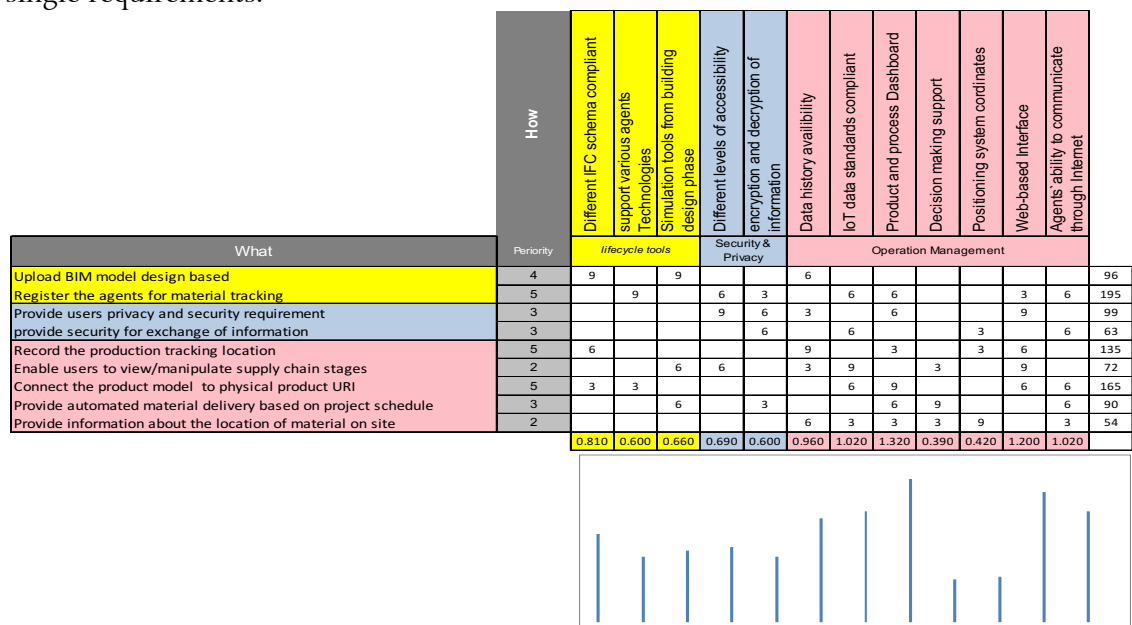 single requirements.
How
Different IFC schema compliant
support various agents
Technologies
Simulation tools from building
design phase
Different levels of accessibility
encryption and decryption of
information
Data history availibility
IoT data standards compliant
Product and process Dashboard
Decision making support
Positioning system cordinates
Web-based Interface
Agents` ability to communicate
through Internet
What Periority lifecycle tools Security & Privacy Operation Management
Upload BIM model design based 4 9 9 6 96
Register the agents for material tracking 5 9 6 3 6 6 3 6 195
Provide users privacy and security requirement 3 9 6 3 6 9 99
provide security for exchange of information 3 6 6 3 6 63
Record the production tracking location 5 6 9 3 3 6 135
Enable users to view/manipulate supply chain stages 2 6 6 3 9 3 9 72
Connect the product model to physical product URI 5 3 3 6 9 6 6 165
Provide automated material delivery based on project schedule 3 6 3 6 9 6 90
Provide information about the location of material on site 2 6 3 3 3 9 3 54
0.810 0.600 0.660 0.690 0.600 0.960 1.020 1.320 0.390 0.420 1.200 1.020